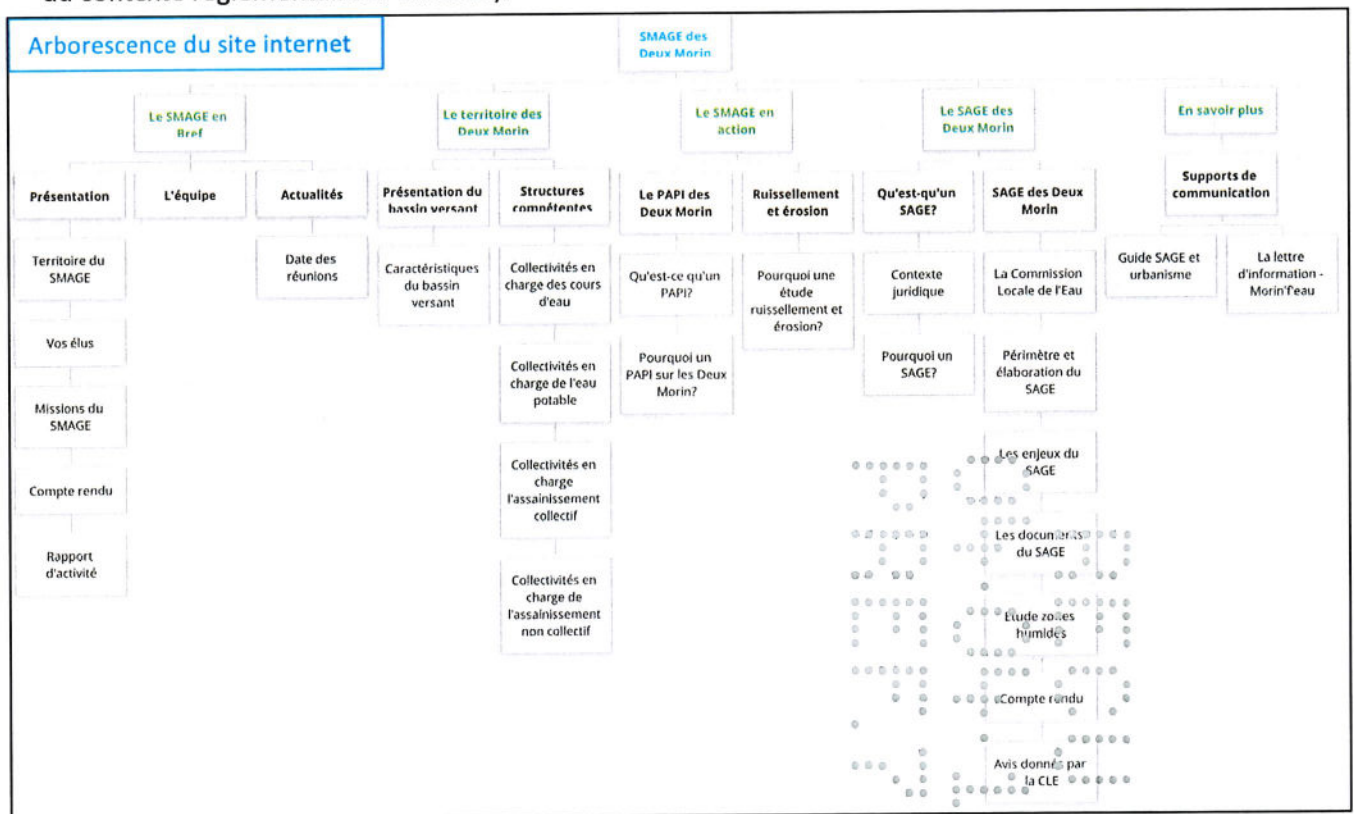 Arborescence du site internet
SMAGE des
Deux Morin
Le SMAGE en
Bref
Présentation
Territoire du
SMAGE
Vos élus
Missions du
SMAGE
Compte rendu
Rapport
d'activité
L'équipe
Actualités
Date des
réunions
Le territoire des
Deux Morin
Présentation du
bassin versant
Caractéristiques
du bassin
versant
Structures
compétentes
Collectivités en
charge des cours
d'eau
Collectivités en
charge de l'eau
potable
Collectivités en
charge
l'assainissement
collectif
Collectivités en
charge de
l'assainissement
non collectif
Le SMAGE en
action
Le PAPI des
Deux Morin
Qu'est-ce qu'un
PAPI?
Pourquoi un
PAPI sur les Deux
Morin?
Ruissellement
et érosion
Pourquoi une
étude
ruissellement et
érosion?
Le SAGE des
Deux Morin
Qu'est-qu'un
SAGE?
Contexte
juridique
Pourquoi un
SAGE?
SAGE des Deux
Morin
La Commission
Locale de l'Eau
Périmètre et
élaboration du
SAGE
Les enjeux du
SAGE
Les documents
du SAGE
Etude zones
humides
Compte rendu
Avis donnés par
la CLE
En savoir plus
Supports de
communication
Guide SAGE et
urbanisme
La lettre
d'information -
Morin'f'eau